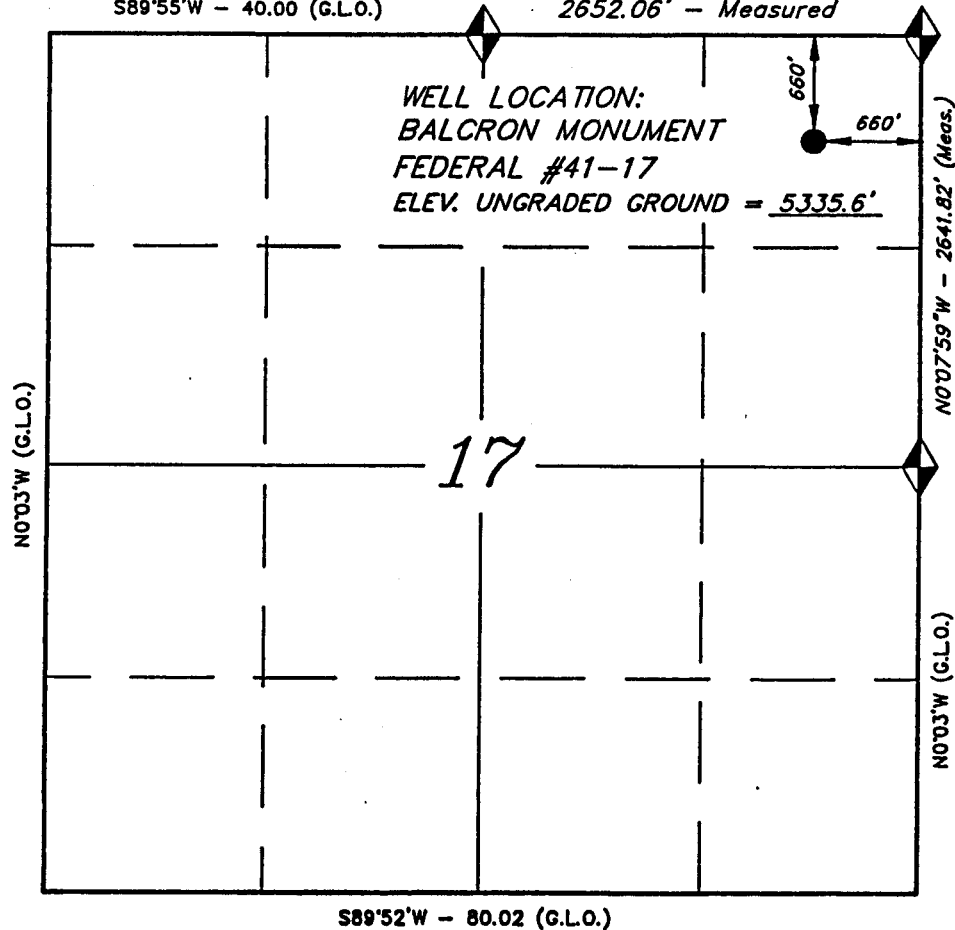 S89°55'W – 40.00 (G.L.O.)
2652.06' – Measured
WELL LOCATION:
BALCRON MONUMENT
FEDERAL #41–17
ELEV. UNGRADED GROUND = 5335.6'
660'
660'
N0°07'59"W – 2641.82' (Meas.)
N0°03'W (G.L.O.)
17
N0°03'W (G.L.O.)
S89°52'W – 80.02 (G.L.O.)